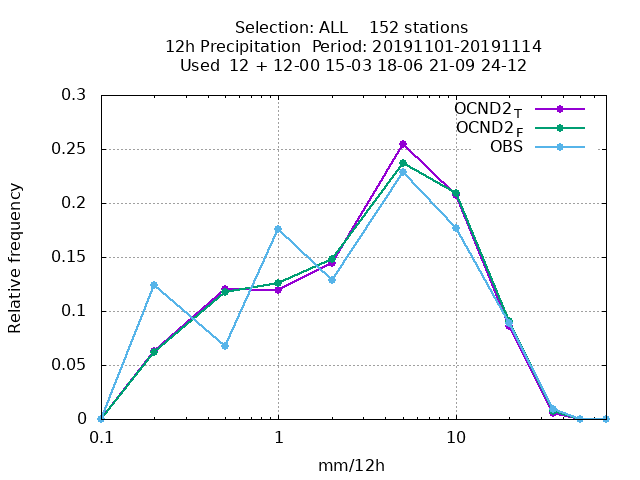 Selection: ALL    152 stations
12h Precipitation  Period: 20191101-20191114
Used  12 + 12-00 15-03 18-06 21-09 24-12
Relative frequency
0.3
0.25
0.2
0.15
0.1
0.05
0
OCND2T
OCND2F
OBS
0.1
1
10
mm/12h